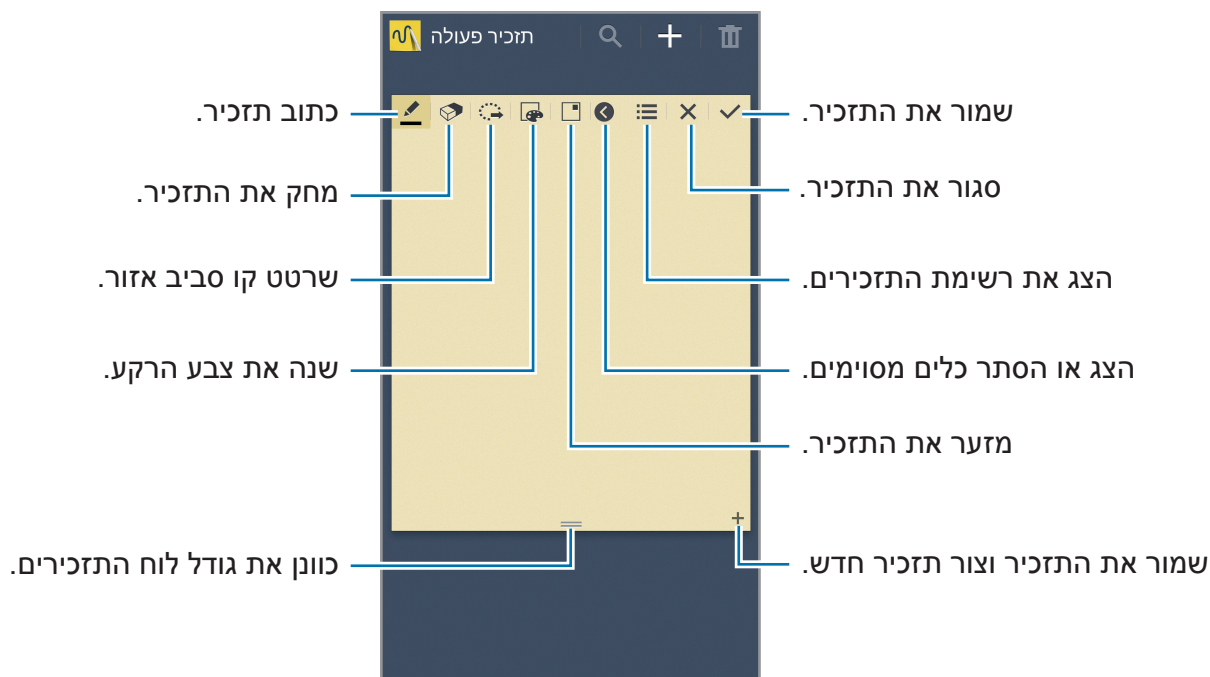 תזכיר פעולה
כתוב תזכיר.
שמור את התזכיר.
מחק את התזכיר.
סגור את התזכיר.
שרטט קו סביב אזור.
הצג את רשימת התזכירים.
שנה את צבע הרקע.
הצג או הסתר כלים מסוימים.
מזער את התזכיר.
כוונן את גודל לוח התזכירים.
שמור את התזכיר וצור תזכיר חדש.